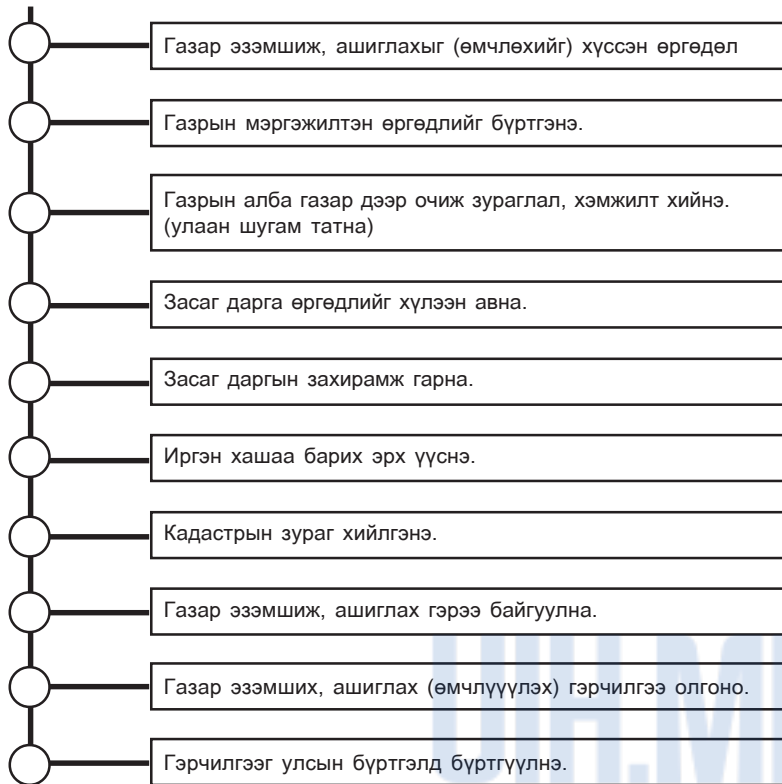 Газар эзэмшиж, ашиглахыг (өмчлөхийг) хүссэн өргөдөл
Газрын мэргэжилтэн өргөдлийг бүртгэнэ.
Газрын алба газар дээр очиж зураглал, хэмжилт хийнэ.
(улаан шугам татна)
Засаг дарга өргөдлийг хүлээн авна.
Засаг даргын захирамж гарна.
Иргэн хашаа барих эрх үүснэ.
Кадастрын зураг хийлгэнэ.
Газар эзэмшиж, ашиглах гэрээ байгуулна.
Газар эзэмших, ашиглах (өмчлүүүлэх) гэрчилгээ олгоно.
Гэрчилгээг улсын бүртгэлд бүртгүүлнэ.